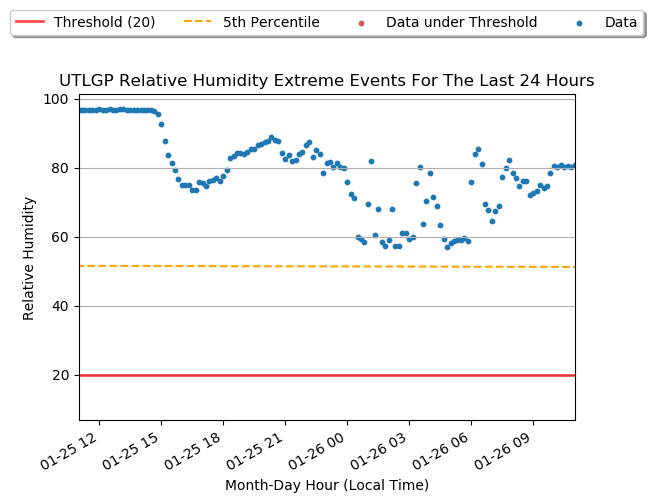 Threshold (20) 5th Percentile Data under Threshold Data
UTLGP Relative Humidity Extreme Events For The Last 24 Hours
100
80
60
40
20
Relative Humidity
01-25 12 01-25 15 01-25 18 01-25 21 01-26 00 01-26 03 01-26 06 01-26 09
Month-Day Hour (Local Time)